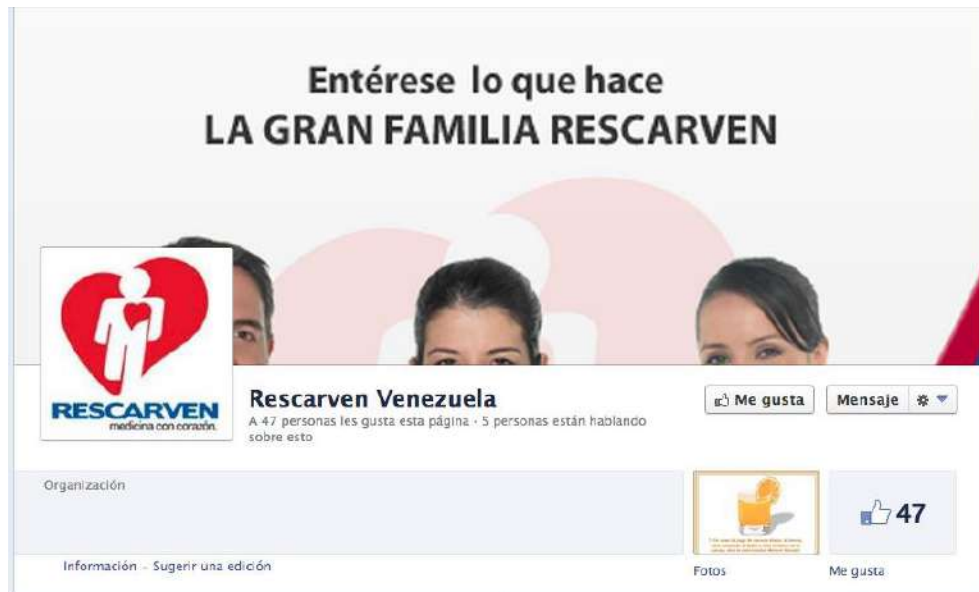 Entérese lo que hace
LA GRAN FAMILIA RESCARVEN
RESCARVEN
medicina con corazón.
Rescarven Venezuela
A 47 personas les gusta esta página · 5 personas están hablando
sobre esto
Me gusta
Mensaje
Organización
47
Información - Sugerir una edición
Fotos
Me gusta